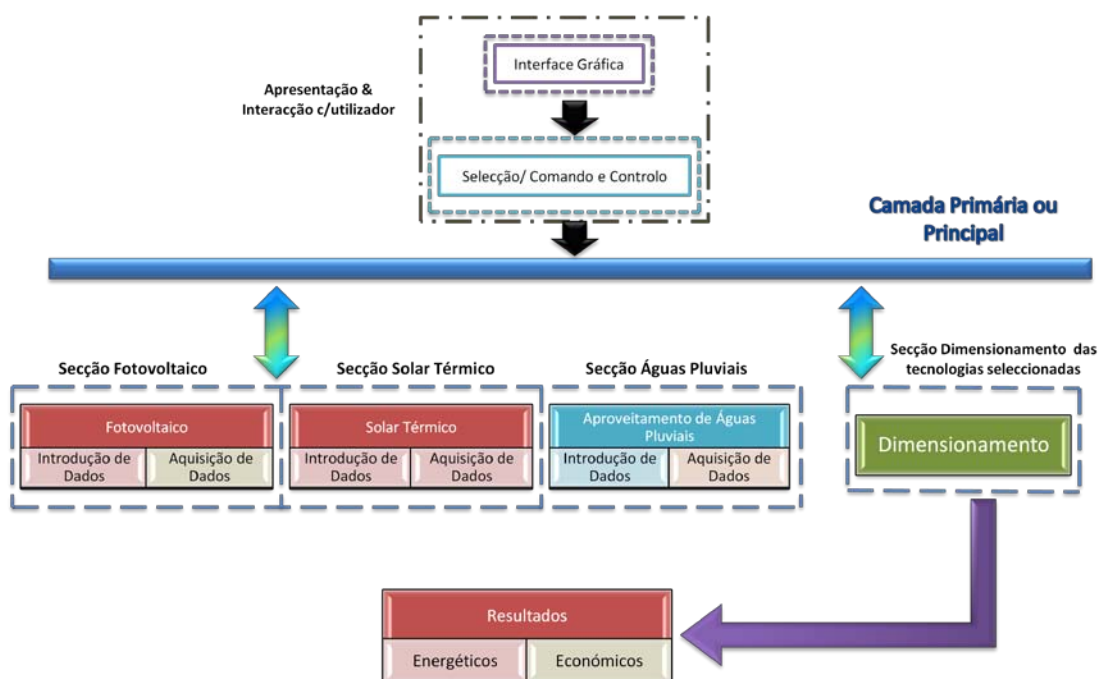 Interface Gráfica
Apresentação &
Interacção c/utilizador
Selecção/ Comando e Controlo
Camada Primária ou
Principal
Secção Fotovoltaico
Secção Solar Térmico
Secção Águas Pluviais
Secção Dimensionamento das
tecnologias seleccionadas
Fotovoltaico
Introdução de
Dados
Aquisição de
Dados
Solar Térmico
Introdução de
Dados
Aquisição de
Dados
Aproveitamento de Águas
Pluviais
Introdução de
Dados
Aquisição de
Dados
Dimensionamento
Resultados
Energéticos
Económicos